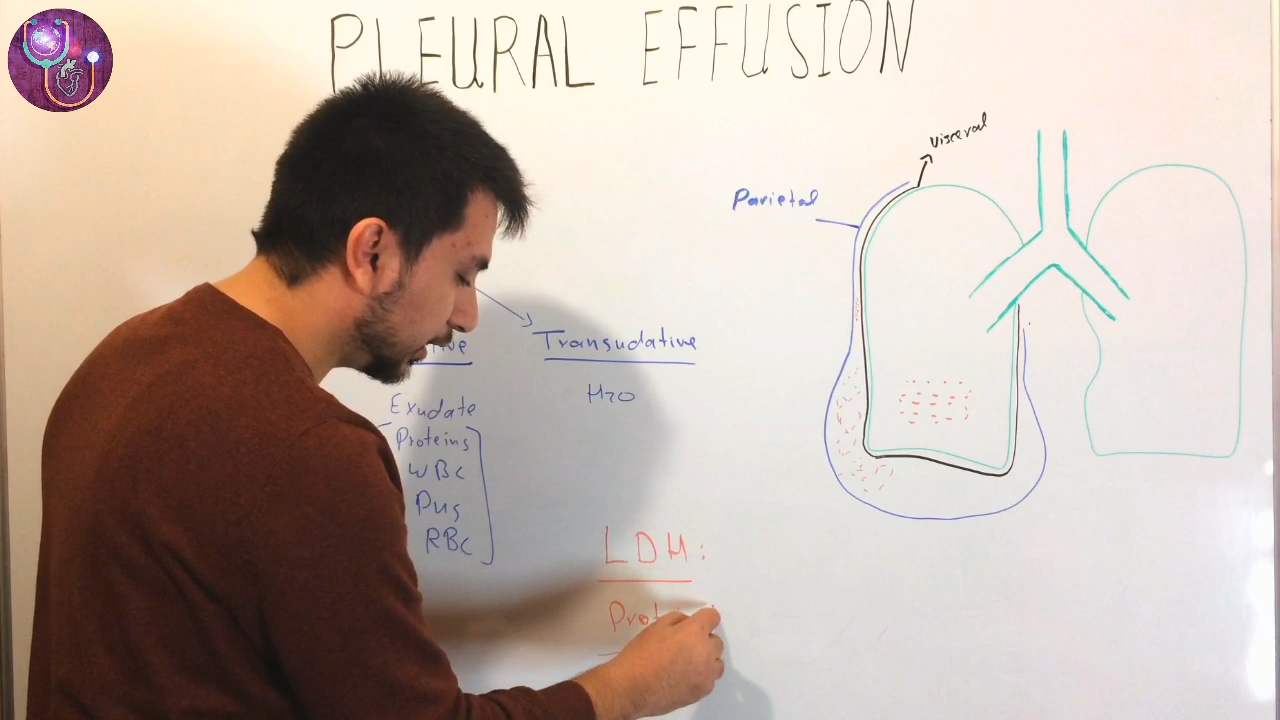 PLEURAL EFFUSION
visceral
Parietal
Transudative
H2O
Exudate
Proteins
WBC
Pus
RBC
LDH: